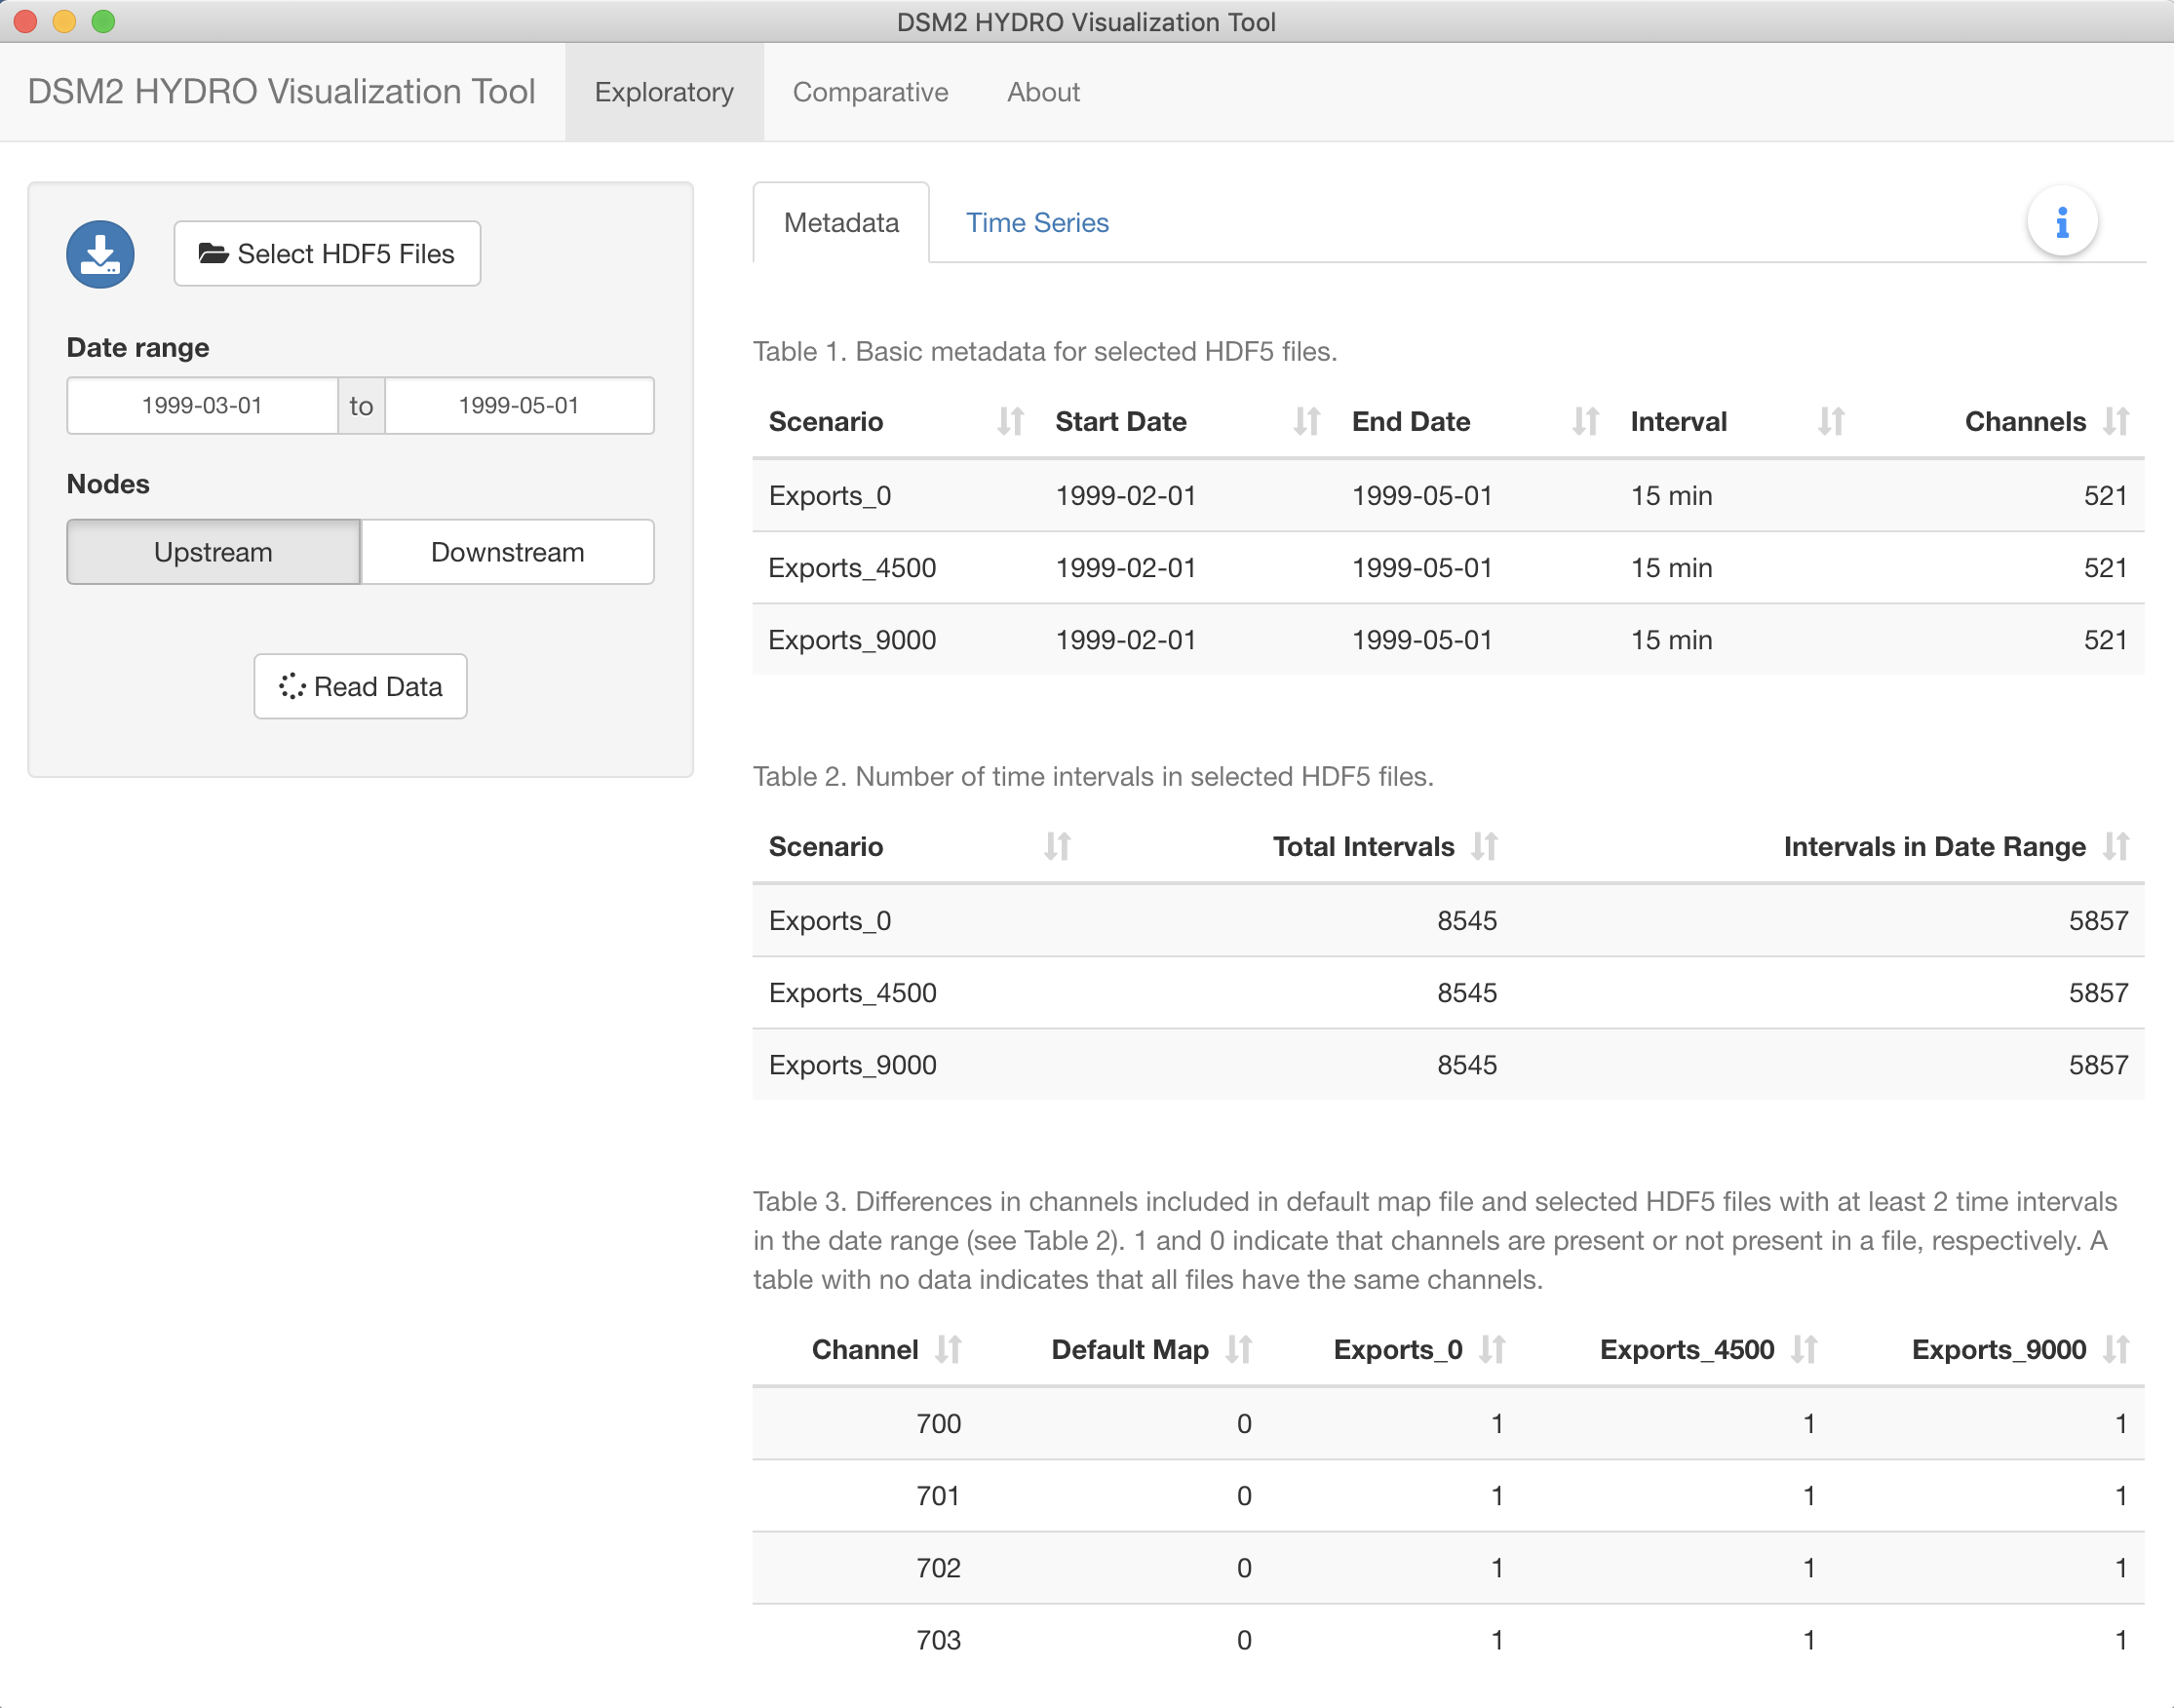 DSM2 HYDRO Visualization Tool
DSM2 HYDRO Visualization Tool Exploratory Comparative About
Select HDF5 Files
Date range
1999-03-01 to 1999-05-01
Nodes
Upstream Downstream
Read Data
Metadata Time Series
Table 1. Basic metadata for selected HDF5 files.
Scenario Start Date End Date Interval Channels
Exports_0 1999-02-01 1999-05-01 15 min 521
Exports_4500 1999-02-01 1999-05-01 15 min 521
Exports_9000 1999-02-01 1999-05-01 15 min 521
Table 2. Number of time intervals in selected HDF5 files.
Scenario Total Intervals Intervals in Date Range
Exports_0 8545 5857
Exports_4500 8545 5857
Exports_9000 8545 5857
Table 3. Differences in channels included in default map file and selected HDF5 files with at least 2 time intervals
in the date range (see Table 2). 1 and 0 indicate that channels are present or not present in a file, respectively. A
table with no data indicates that all files have the same channels.
Channel Default Map Exports_0 Exports_4500 Exports_9000
700 0 1 1 1
701 0 1 1 1
702 0 1 1 1
703 0 1 1 1